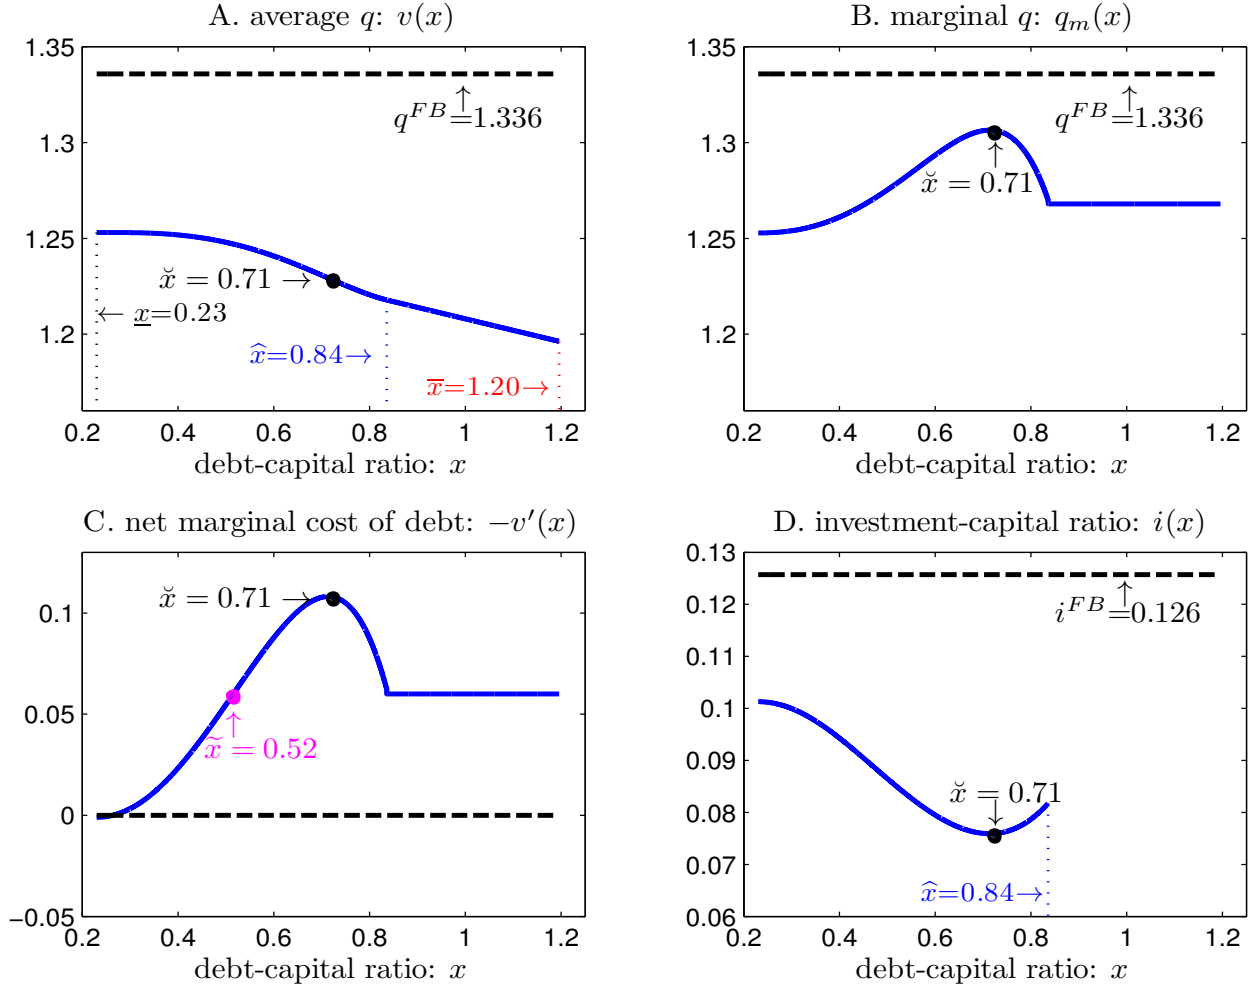 A. average q: v(x)
1.35
1.3
1.25
1.2
q^{FB}=1.336
x̆ = 0.71 →
← x̲=0.23
x̂=0.84→
x̅=1.20→
0.2 0.4 0.6 0.8 1 1.2
debt-capital ratio: x
B. marginal q: q_m(x)
1.35
1.3
1.25
1.2
q^{FB}=1.336
x̆ = 0.71
0.2 0.4 0.6 0.8 1 1.2
debt-capital ratio: x
C. net marginal cost of debt: −v′(x)
0.1
0.05
0
−0.05
x̆ = 0.71 →
x̃ = 0.52
0.2 0.4 0.6 0.8 1 1.2
debt-capital ratio: x
D. investment-capital ratio: i(x)
0.13
0.12
0.11
0.1
0.09
0.08
0.07
0.06
i^{FB}=0.126
x̆ = 0.71
x̂=0.84→
0.2 0.4 0.6 0.8 1 1.2
debt-capital ratio: x